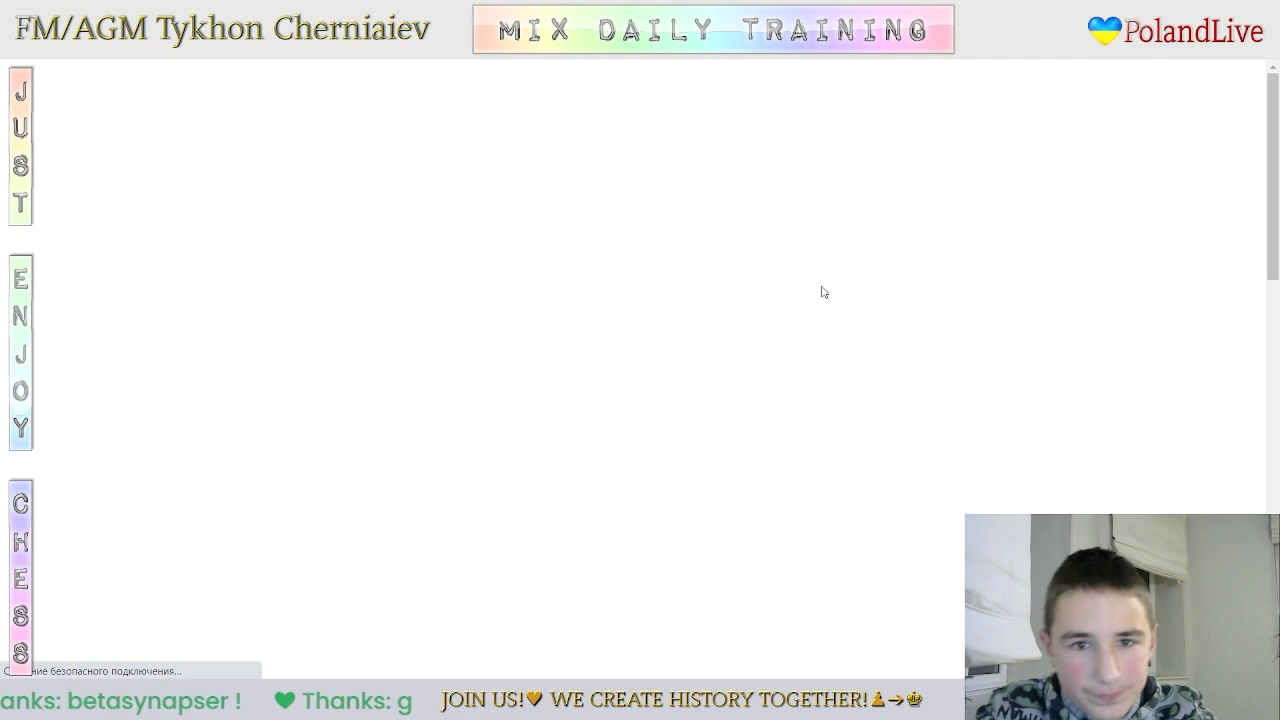 FM/AGM Tykhon Cherniaiev
MIX DAILY TRAINING
PolandLive
JUST
ENJOY
CHESS
безопасного подключения...
anks: betasynapser !
Thanks: g
JOIN US! WE CREATE HISTORY TOGETHER!